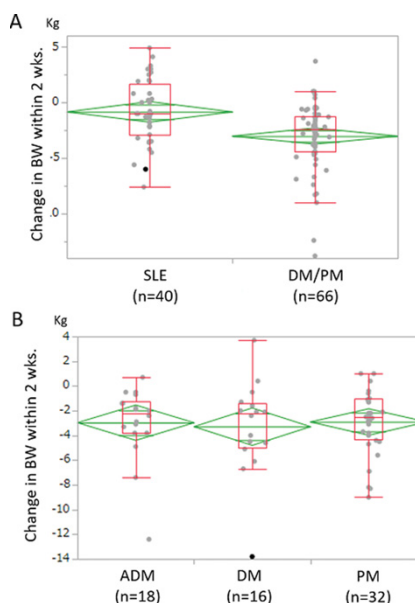 A
Kg
5
0
-5
.0
Change in BW within 2 wks.
SLE
(n=40)
DM/PM
(n=66)
B
Kg
4
2
0
-2
-4
-6
-8
-10
-12
-14
Change in BW within 2 wks.
ADM
(n=18)
DM
(n=16)
PM
(n=32)